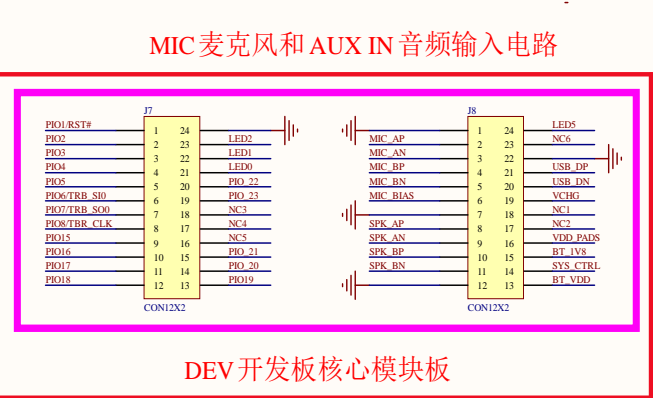 MIC麦克风和AUX IN音频输入电路
J7
PIO1/RST# 1 24
PIO2 2 23 LED2
PIO3 3 22 LED1
PIO4 4 21 LED0
PIO5 5 20 PIO_22
PIO6/TRB_SI0 6 19 PIO_23
PIO7/TRB_SO0 7 18 NC3
PIO8/TBR_CLK 8 17 NC4
PIO15 9 16 NC5
PIO16 10 15 PIO_21
PIO17 11 14 PIO_20
PIO18 12 13 PIO19
CON12X2
J8
1 24 LED5
MIC_AP 2 23 NC6
MIC_AN 3 22
MIC_BP 4 21 USB_DP
MIC_BN 5 20 USB_DN
MIC_BIAS 6 19 VCHG
7 18 NC1
SPK_AP 8 17 NC2
SPK_AN 9 16 VDD_PADS
SPK_BP 10 15 BT_1V8
SPK_BN 11 14 SYS_CTRL
12 13 BT_VDD
CON12X2
DEV开发板核心模块板